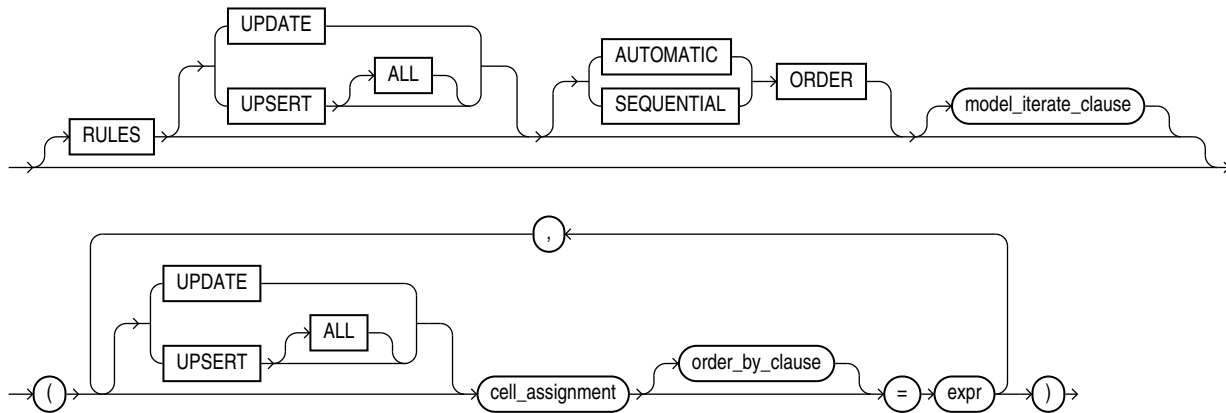 UPDATE
UPSERT ALL
AUTOMATIC
SEQUENTIAL
ORDER
RULES
model_iterate_clause
,
UPDATE
UPSERT ALL
( cell_assignment order_by_clause = expr )